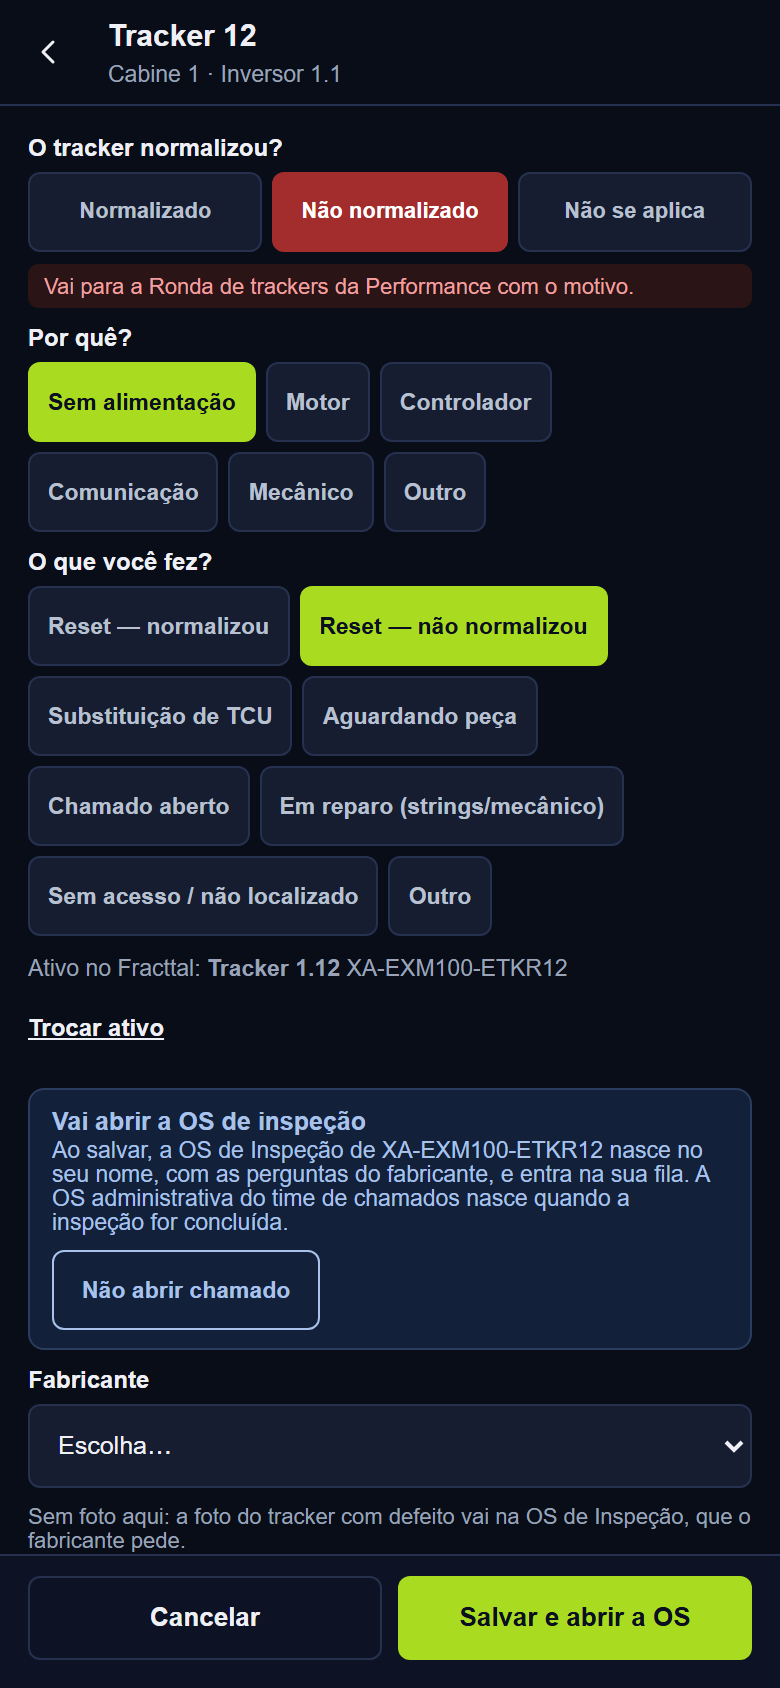 Tracker 12
Cabine 1 · Inversor 1.1
O tracker normalizou?
Normalizado
Não normalizado
Não se aplica
Vai para a Ronda de trackers da Performance com o motivo.
Por quê?
Sem alimentação
Motor
Controlador
Comunicação
Mecânico
Outro
O que você fez?
Reset — normalizou
Reset — não normalizou
Substituição de TCU
Aguardando peça
Chamado aberto
Em reparo (strings/mecânico)
Sem acesso / não localizado
Outro
Ativo no Fracttal: Tracker 1.12 XA-EXM100-ETKR12
Trocar ativo
Vai abrir a OS de inspeção
Ao salvar, a OS de Inspeção de XA-EXM100-ETKR12 nasce no
seu nome, com as perguntas do fabricante, e entra na sua fila. A
OS administrativa do time de chamados nasce quando a
inspeção for concluída.
Não abrir chamado
Fabricante
Escolha…
Sem foto aqui: a foto do tracker com defeito vai na OS de Inspeção, que o
fabricante pede.
Cancelar
Salvar e abrir a OS